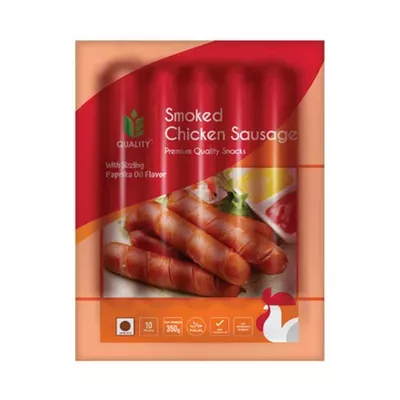 Smoked
Chicken Sausage
Premium Quality Snacks
QUALITY
With Sizzling
Paprika Oil Flavor
10
350g